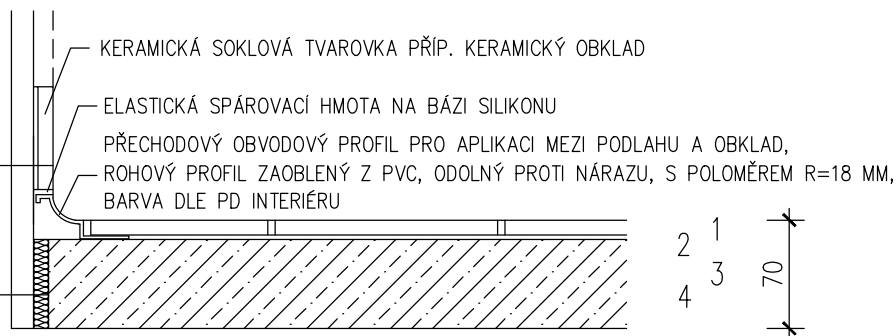 KERAMICKÁ SOKLOVÁ TVAROVKA PŘÍP. KERAMICKÝ OBKLAD
ELASTICKÁ SPÁROVACÍ HMOTA NA BÁZI SILIKONU
PŘECHODOVÝ OBVODOVÝ PROFIL PRO APLIKACI MEZI PODLAHU A OBKLAD,
ROHOVÝ PROFIL ZAOBLENÝ Z PVC, ODOLNÝ PROTI NÁRAZU, S POLOMĚREM R=18 MM,
BARVA DLE PD INTERIÉRU
1
2
3
4
70